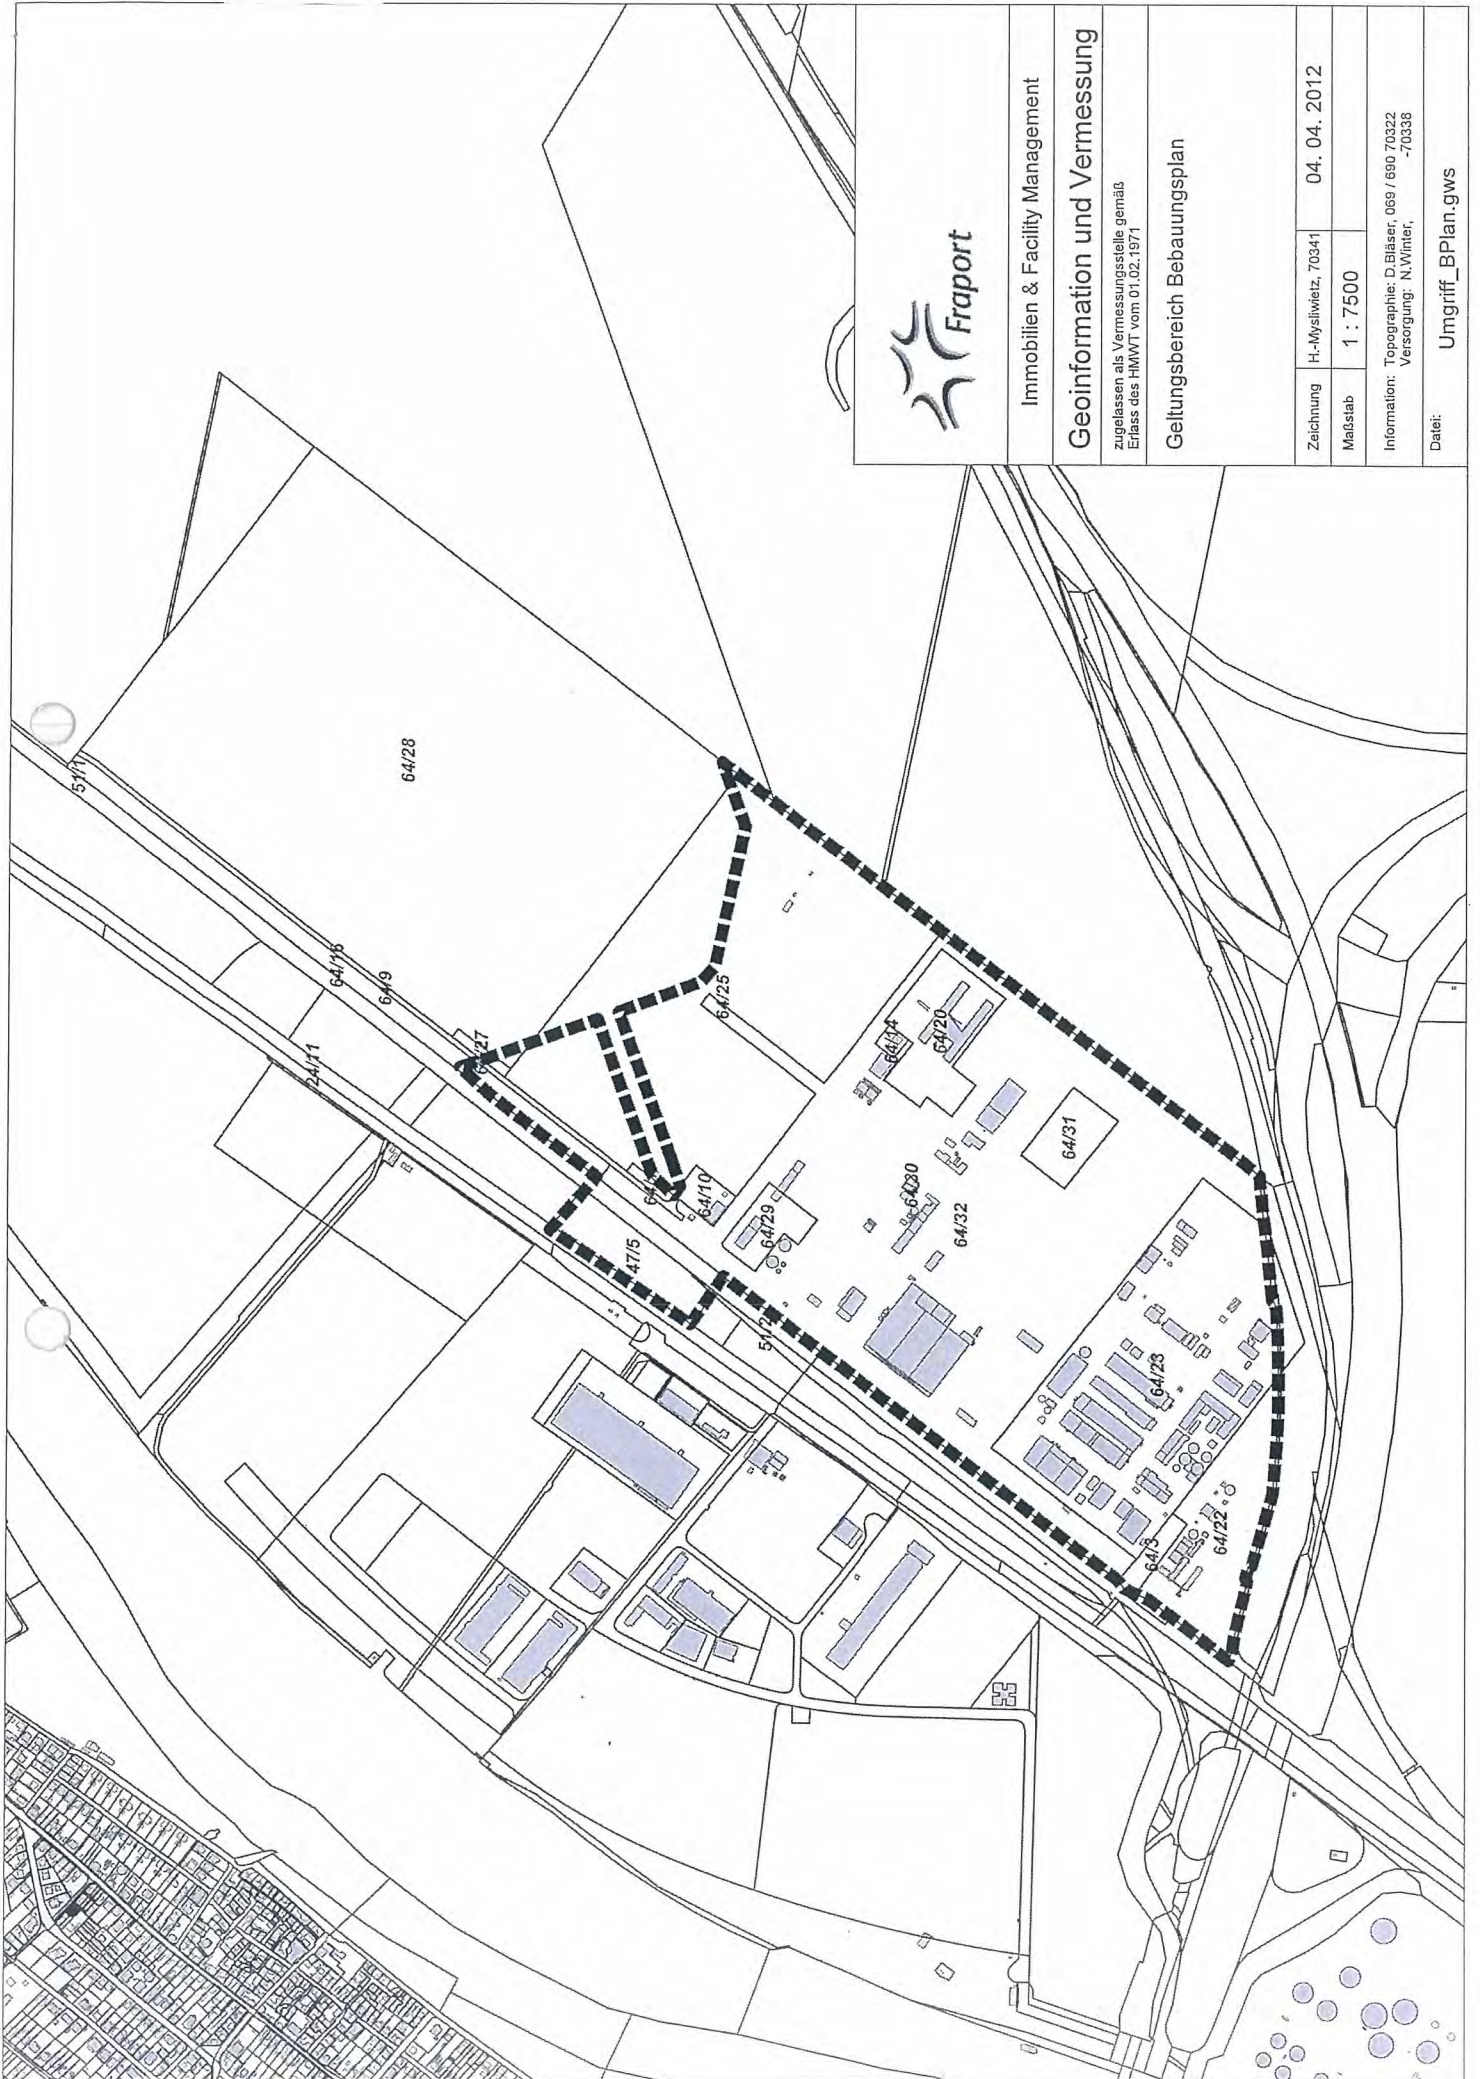 Fraport
Immobilien & Facility Management
Geoinformation und Vermessung
zugelassen als Vermessungsstelle gemäß
Erlass des HMWT vom 01.02.1971
Geltungsbereich Bebauungsplan
Zeichnung H.-Mysliwietz, 70341 04. 04. 2012
Maßstab 1 : 7500
Information: Topographie: D.Bläser, 069 / 690 70322
Versorgung: N.Winter, -70338
Datei: Umgriff_BPlan.gws
51/1
64/28
64/16
64/9
24/11
64/25
64/14
64/20
64/31
64/10
64/29
64/30
64/32
47/5
64/23
64/3
64/22